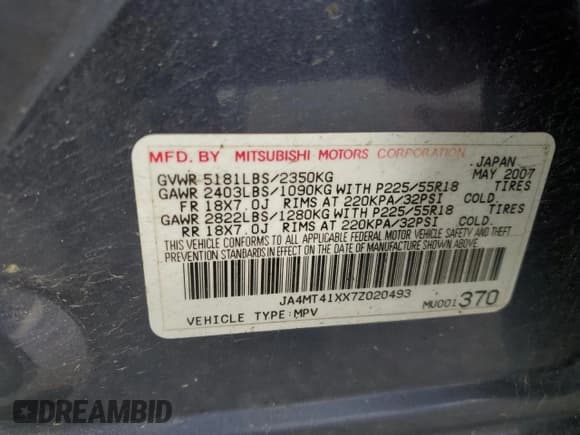 MFD. BY MITSUBISHI MOTORS CORPORATION
JAPAN
GVWR 5181LBS/2350KG MAY 2007
GAWR 2403LBS/1090KG WITH P225/55R18 TIRES
FR 18X7.0J RIMS AT 220KPA/32PSI COLD.
GAWR 2822LBS/1280KG WITH P225/55R18 TIRES
RR 18X7.0J RIMS AT 220KPA/32PSI COLD.
THIS VEHICLE CONFORMS TO ALL APPLICABLE FEDERAL MOTOR VEHICLE SAFETY AND THEFT
PREVENTION STANDARDS IN EFFECT ON THE DATE OF MANUFACTURE SHOWN ABOVE.
JA4MT41XX7Z020493
MU001370
VEHICLE TYPE:MPV
DREAMBID